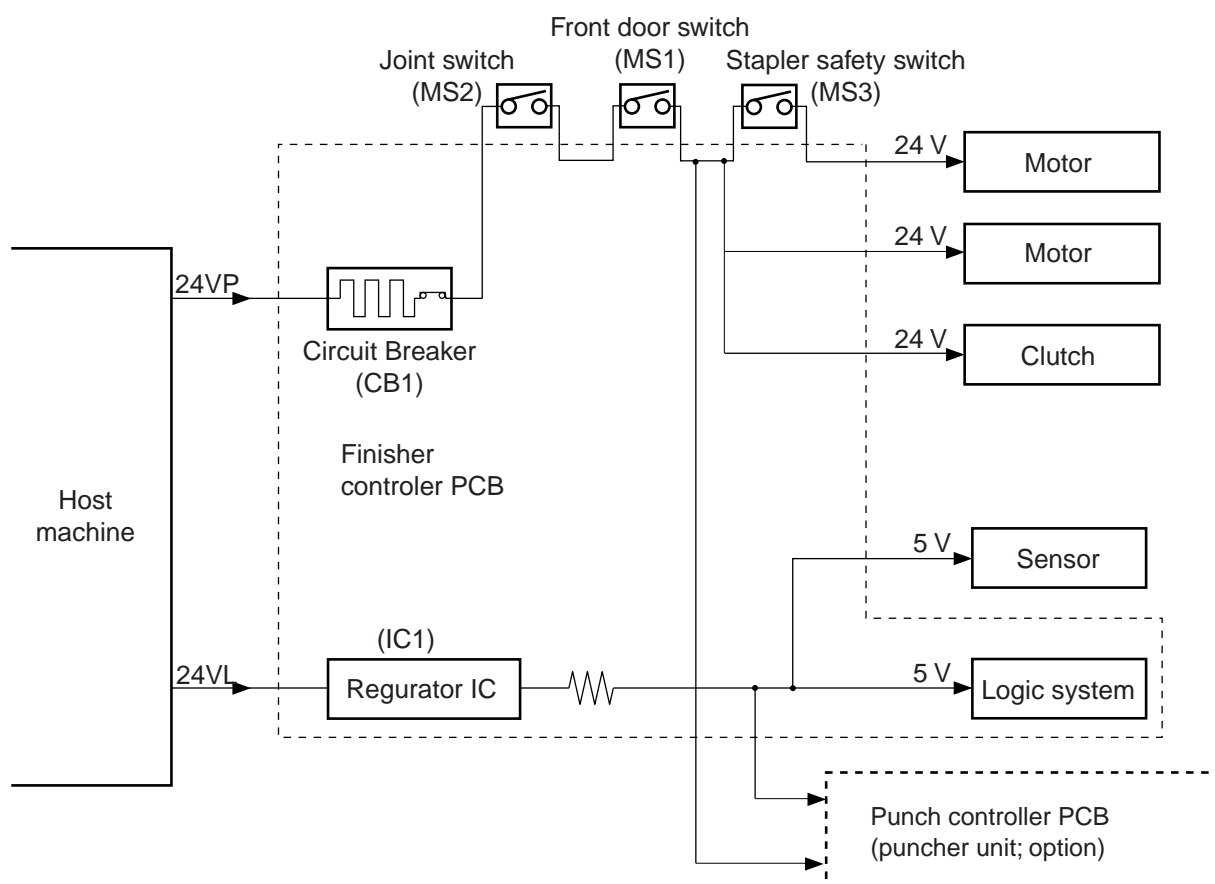 Front door switch
(MS1)
Joint switch
(MS2)
Stapler safety switch
(MS3)
24 V
Motor
24 V
Motor
24VP
24 V
Clutch
Circuit Breaker
(CB1)
Finisher
controler PCB
Host
machine
5 V
Sensor
(IC1)
24VL
Regurator IC
5 V
Logic system
Punch controller PCB
(puncher unit; option)